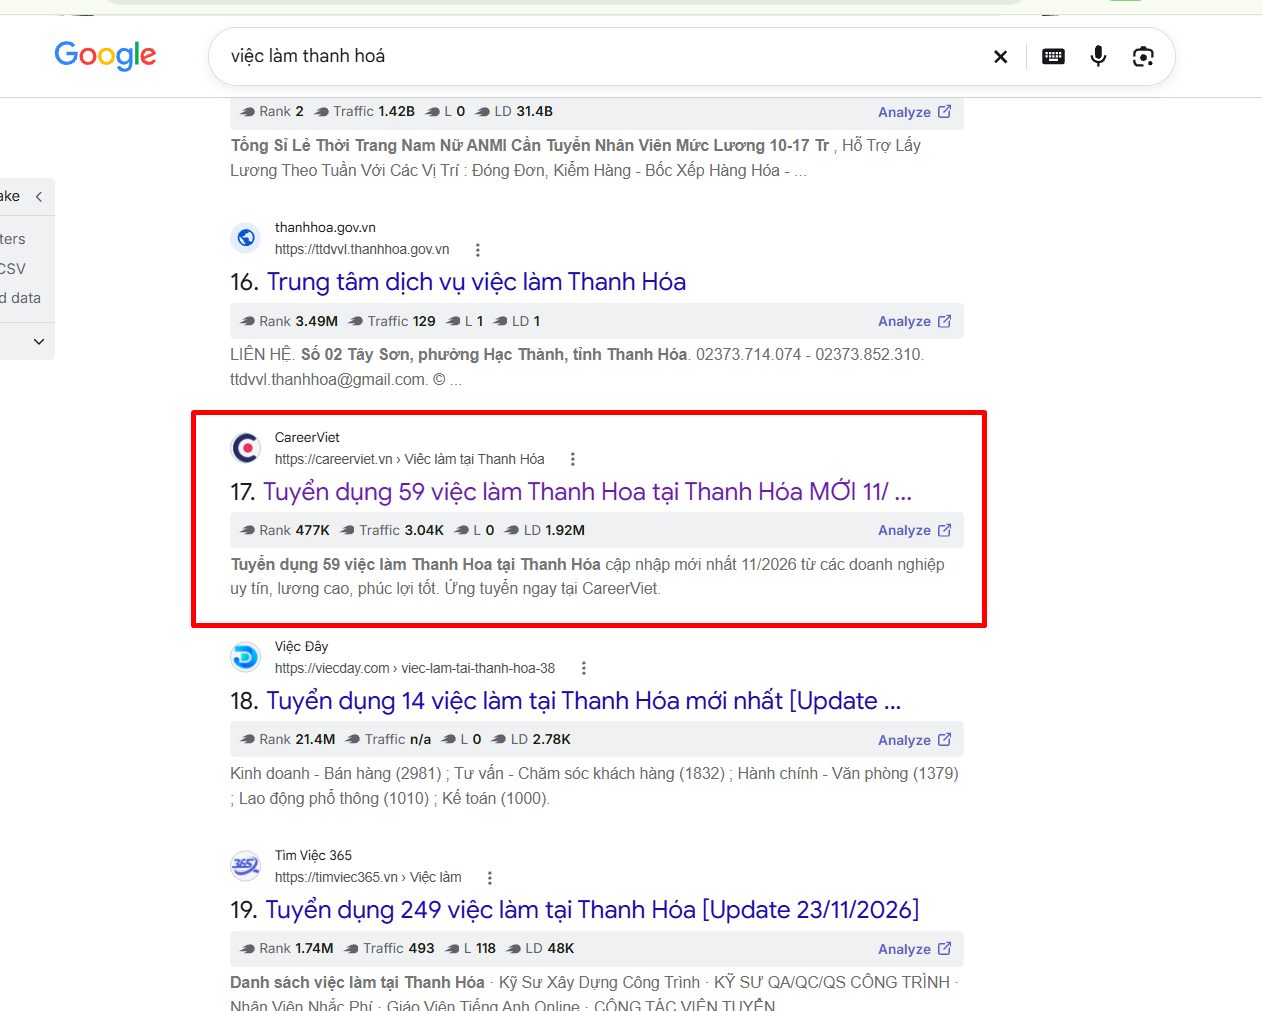 Google
việc làm thanh hoá
Rank 2 Traffic 1.42B L 0 LD 31.4B Analyze
Tổng Sỉ Lẻ Thời Trang Nam Nữ ANMI Cần Tuyển Nhân Viên Mức Lương 10-17 Tr , Hỗ Trợ Lấy
Lương Theo Tuần Với Các Vị Trí : Đóng Đơn, Kiểm Hàng - Bốc Xếp Hàng Hóa - ...
ake
ters
CSV
d data
thanhhoa.gov.vn
https://ttdvvl.thanhhoa.gov.vn
16. Trung tâm dịch vụ việc làm Thanh Hóa
Rank 3.49M Traffic 129 L 1 LD 1 Analyze
LIÊN HỆ. Số 02 Tây Sơn, phường Hạc Thành, tỉnh Thanh Hóa. 02373.714.074 - 02373.852.310.
ttdvvl.thanhhoa@gmail.com. © ...
CareerViet
https://careerviet.vn › Việc làm tại Thanh Hóa
17. Tuyển dụng 59 việc làm Thanh Hoa tại Thanh Hóa MỚI 11/ ...
Rank 477K Traffic 3.04K L 0 LD 1.92M Analyze
Tuyển dụng 59 việc làm Thanh Hoa tại Thanh Hóa cập nhập mới nhất 11/2026 từ các doanh nghiệp
uy tín, lương cao, phúc lợi tốt. Ứng tuyển ngay tại CareerViet.
Việc Đây
https://viecday.com › viec-lam-tai-thanh-hoa-38
18. Tuyển dụng 14 việc làm tại Thanh Hóa mới nhất [Update ...
Rank 21.4M Traffic n/a L 0 LD 2.78K Analyze
Kinh doanh - Bán hàng (2981) ; Tư vấn - Chăm sóc khách hàng (1832) ; Hành chính - Văn phòng (1379)
; Lao động phổ thông (1010) ; Kế toán (1000).
Tìm Việc 365
https://timviec365.vn › Việc làm
19. Tuyển dụng 249 việc làm tại Thanh Hóa [Update 23/11/2026]
Rank 1.74M Traffic 493 L 118 LD 48K Analyze
Danh sách việc làm tại Thanh Hóa · Kỹ Sư Xây Dựng Công Trình · KỸ SƯ QA/QC/QS CÔNG TRÌNH ·
Nhân Viên Nhắc Phí · Giáo Viên Tiếng Anh Online · CÔNG TÁC VIÊN TUYỂN